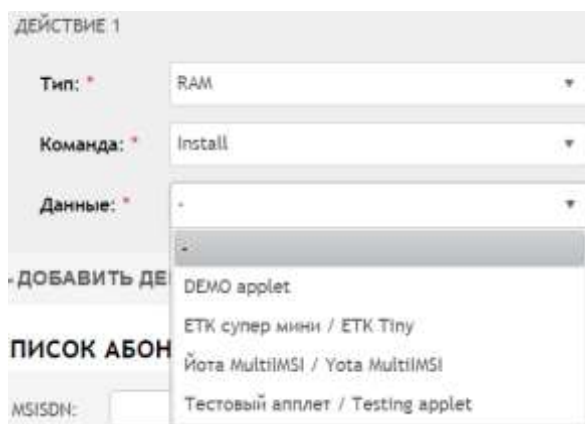 ДЕЙСТВИЕ 1
Тип: * RAM
Команда: * Install
Данные: * -
-
ДОБАВИТЬ ДЕ
DEMO applet
ЕТК супер мини / ETK Tiny
ПИСОК АБОН
Йота MultiIMSI / Yota MultiIMSI
MSISDN:
Тестовый апплет / Testing applet